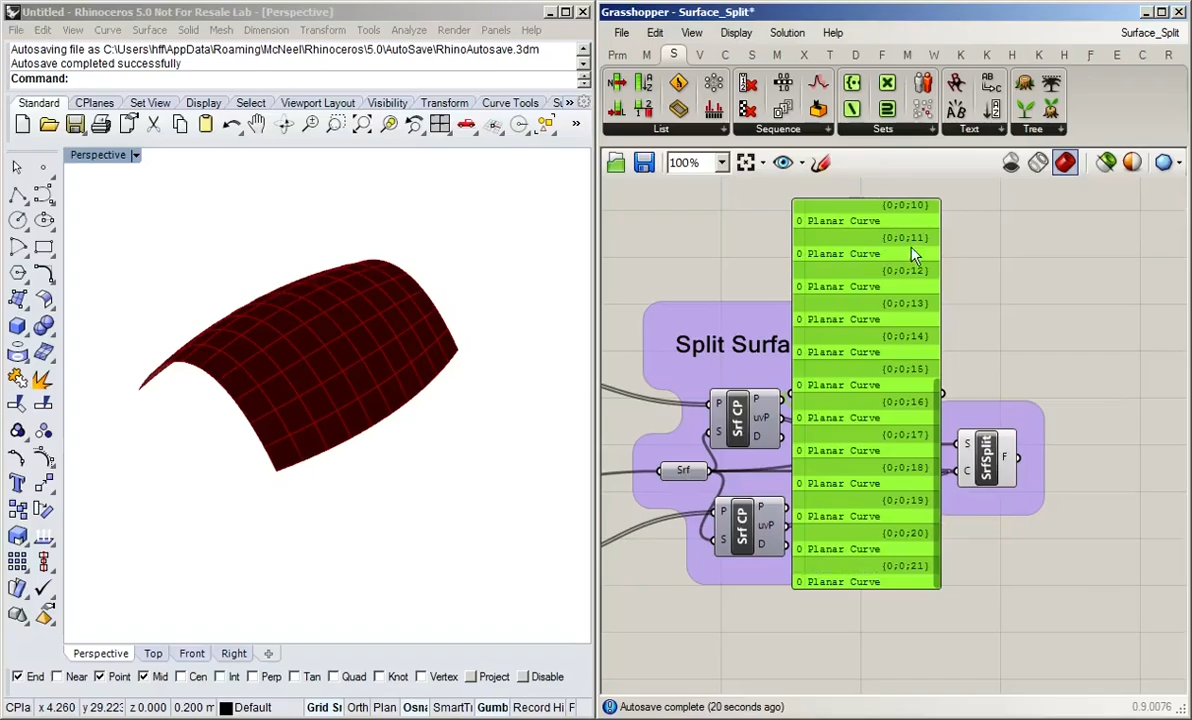 Untitled - Rhinoceros 5.0 Not For Resale Lab - [Perspective]
File Edit View Curve Surface Solid Mesh Dimension Transform Tools Analyze Render Panels Help
Autosaving file as C:\Users\hff\AppData\Roaming\McNeel\Rhinoceros\5.0\AutoSave\RhinoAutosave.3dm
Autosave completed successfully
Command:
Standard CPlanes Set View Display Select Viewport Layout Visibility Transform Curve Tools
Perspective
Perspective Top Front Right
End Near Point Mid Cen Int Perp Tan Quad Knot Vertex Project Disable
CPla x 4.260 y 29.223 z 0.000 0.200 m Default Grid Sn Orth Plan Osna SmartTi Gumb Record Hi F
Grasshopper - Surface_Split*
File Edit View Display Solution Help
Surface_Split
Prm M S V C S M X T D W M K K H F E C R
List Sequence Sets Text Tree
100%
{0;0;10}
0 Planar Curve
{0;0;11}
0 Planar Curve
{0;0;12}
0 Planar Curve
{0;0;13}
0 Planar Curve
{0;0;14}
0 Planar Curve
{0;0;15}
0 Planar Curve
{0;0;16}
0 Planar Curve
{0;0;17}
0 Planar Curve
{0;0;18}
0 Planar Curve
{0;0;19}
0 Planar Curve
{0;0;20}
0 Planar Curve
{0;0;21}
0 Planar Curve
Split Surfa
P S Srf CP P uvP D
Srf
P S Srf CP P uvP D
S C SrfSplit F
Autosave complete (20 seconds ago)
0.9.0076